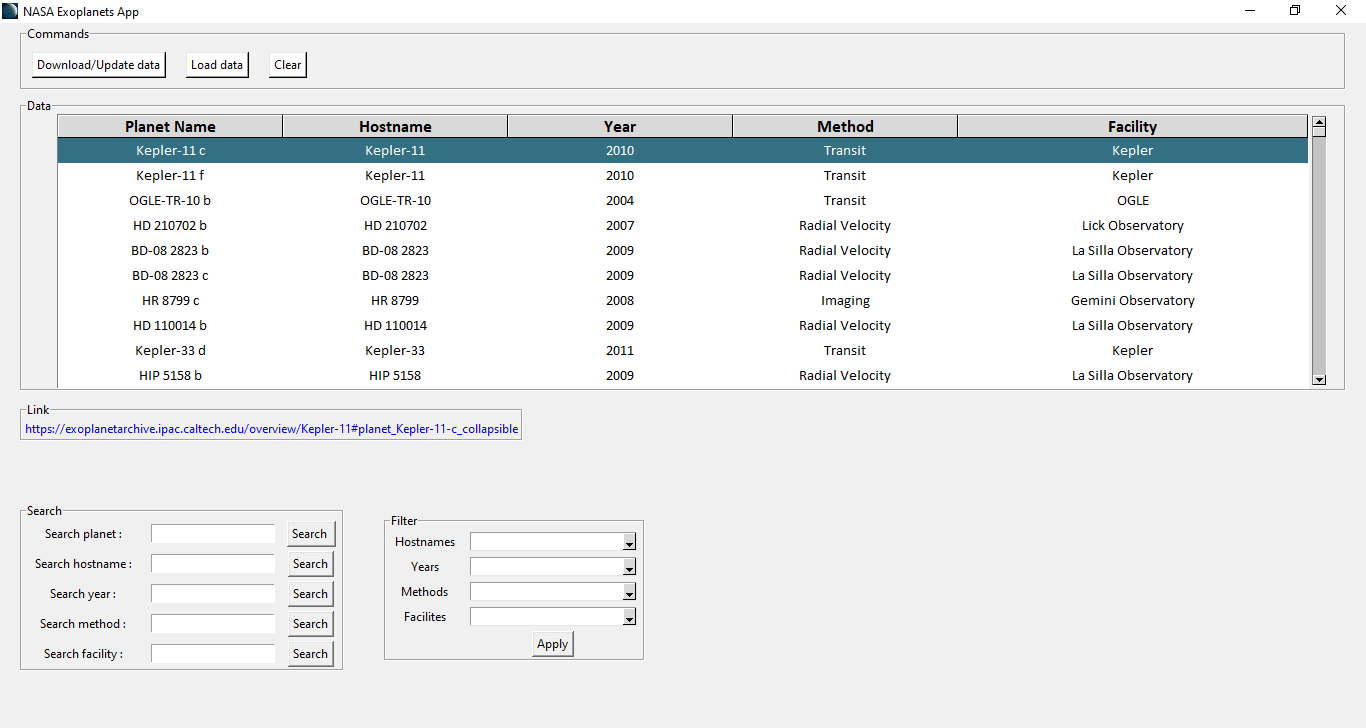 NASA Exoplanets App
Commands
Download/Update data Load data Clear
Data
Planet Name Hostname Year Method Facility
Kepler-11 c Kepler-11 2010 Transit Kepler
Kepler-11 f Kepler-11 2010 Transit Kepler
OGLE-TR-10 b OGLE-TR-10 2004 Transit OGLE
HD 210702 b HD 210702 2007 Radial Velocity Lick Observatory
BD-08 2823 b BD-08 2823 2009 Radial Velocity La Silla Observatory
BD-08 2823 c BD-08 2823 2009 Radial Velocity La Silla Observatory
HR 8799 c HR 8799 2008 Imaging Gemini Observatory
HD 110014 b HD 110014 2009 Radial Velocity La Silla Observatory
Kepler-33 d Kepler-33 2011 Transit Kepler
HIP 5158 b HIP 5158 2009 Radial Velocity La Silla Observatory
Link
https://exoplanetarchive.ipac.caltech.edu/overview/Kepler-11#planet_Kepler-11-c_collapsible
Search
Search planet : Search
Search hostname : Search
Search year : Search
Search method : Search
Search facility : Search
Filter
Hostnames
Years
Methods
Facilites
Apply